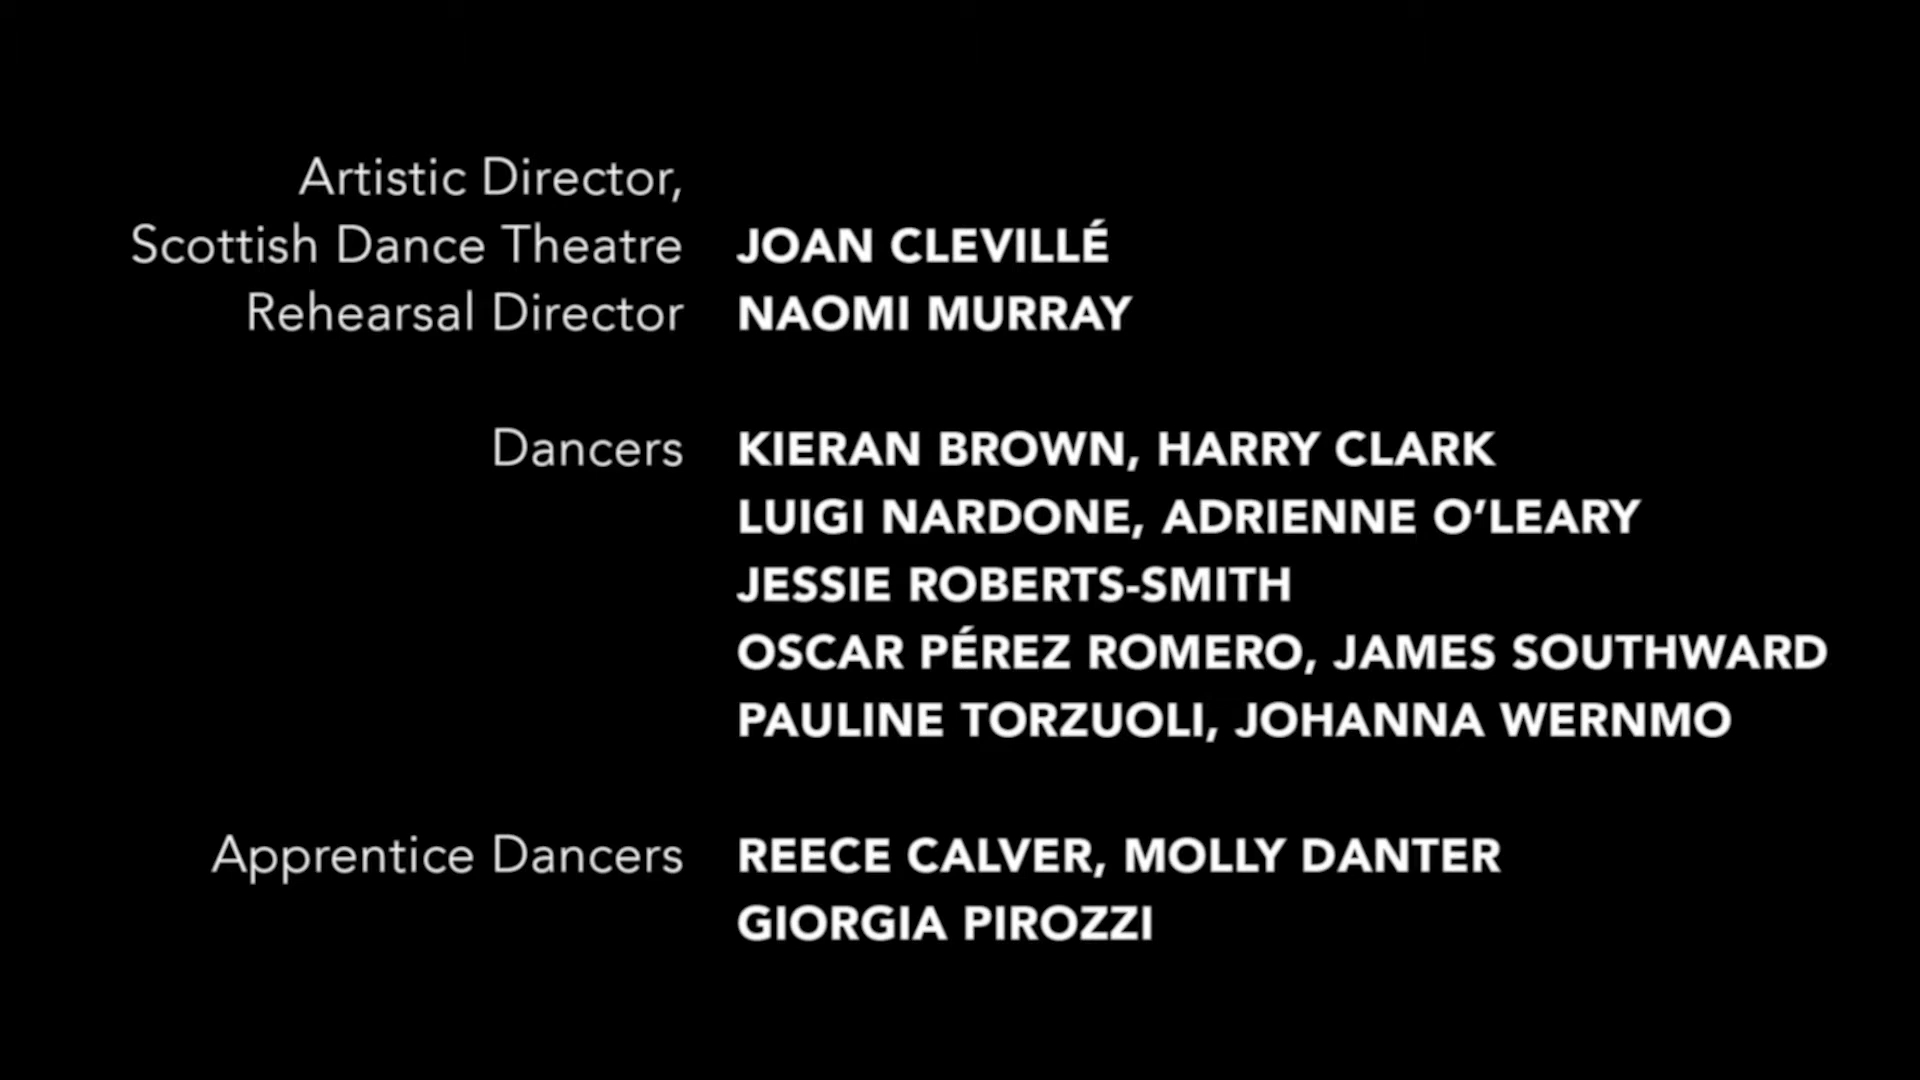 Artistic Director,
Scottish Dance Theatre JOAN CLEVILLÉ
Rehearsal Director NAOMI MURRAY
Dancers KIERAN BROWN, HARRY CLARK
LUIGI NARDONE, ADRIENNE O’LEARY
JESSIE ROBERTS-SMITH
OSCAR PÉREZ ROMERO, JAMES SOUTHWARD
PAULINE TORZUOLI, JOHANNA WERNMO
Apprentice Dancers REECE CALVER, MOLLY DANTER
GIORGIA PIROZZI